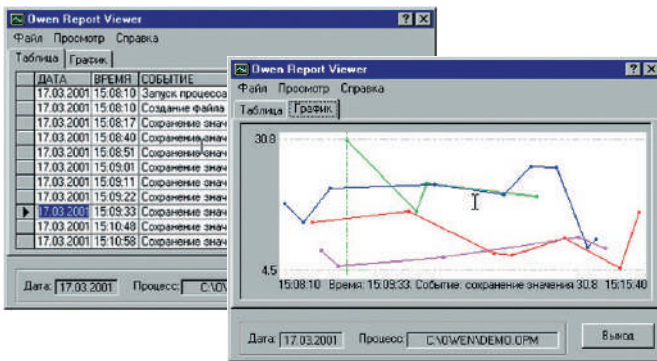 Owen Report Viewer
Файл Просмотр Справка
Таблица График
ДАТА ВРЕМЯ СОБЫТИЕ
17.03.2001 15:08:10 Запуск процесса
17.03.2001 15:08:10 Создание файла
17.03.2001 15:08:17 Сохранение знач
17.03.2001 15:08:40 Сохранение знач
17.03.2001 15:08:51 Сохранение знач
17.03.2001 15:09:01 Сохранение знач
17.03.2001 15:09:11 Сохранение знач
17.03.2001 15:09:22 Сохранение знач
17.03.2001 15:09:33 Сохранение знач
17.03.2001 15:10:48 Сохранение знач
17.03.2001 15:10:58 Сохранение знач
Дата: 17.03.2001 Процесс:
Owen Report Viewer
Файл Просмотр Справка
Таблица График
30.8
4.5
15:08:10 Время: 15:09:33. Событие: сохранение значения 30.8 15:15:40
Дата: 17.03.2001 Процесс: C:\OWEN\DEMO.OPM Выход